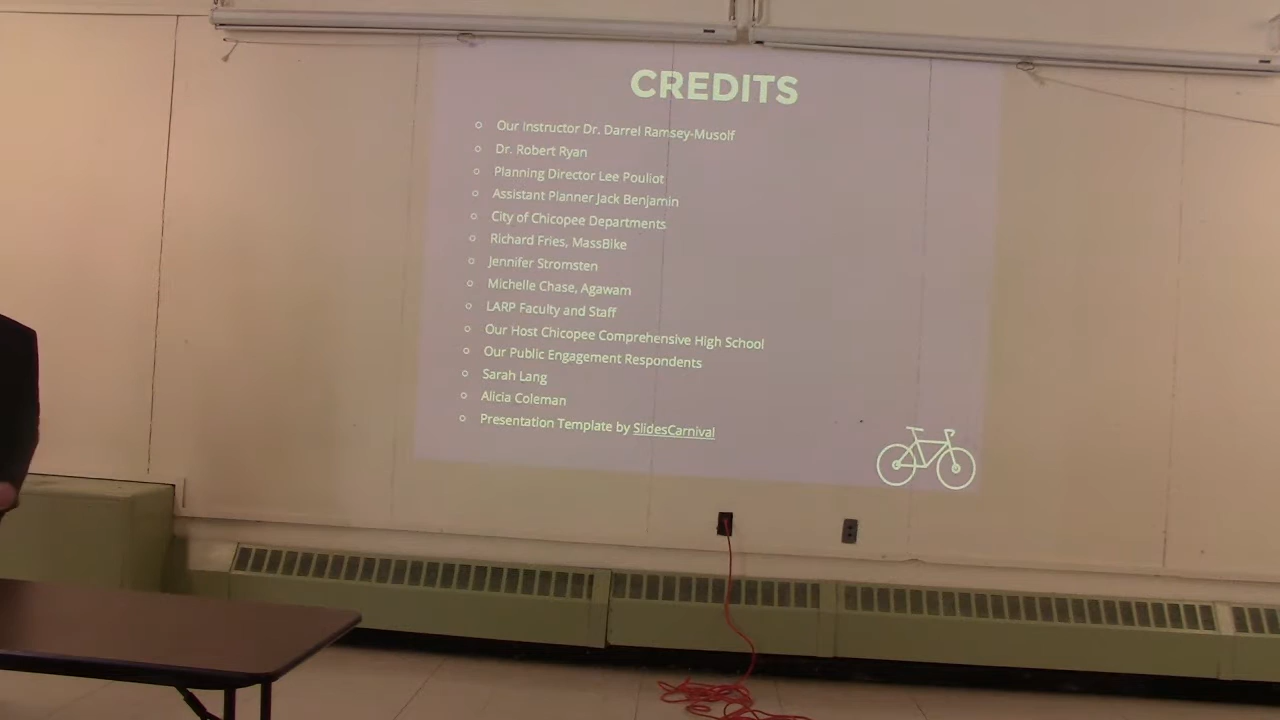 CREDITS
Our Instructor Dr. Darrel Ramsey-Musolf
Dr. Robert Ryan
Planning Director Lee Pouliot
Assistant Planner Jack Benjamin
City of Chicopee Departments
Richard Fries, MassBike
Jennifer Stromsten
Michelle Chase, Agawam
LARP Faculty and Staff
Our Host Chicopee Comprehensive High School
Our Public Engagement Respondents
Sarah Lang
Alicia Coleman
Presentation Template by SlidesCarnival